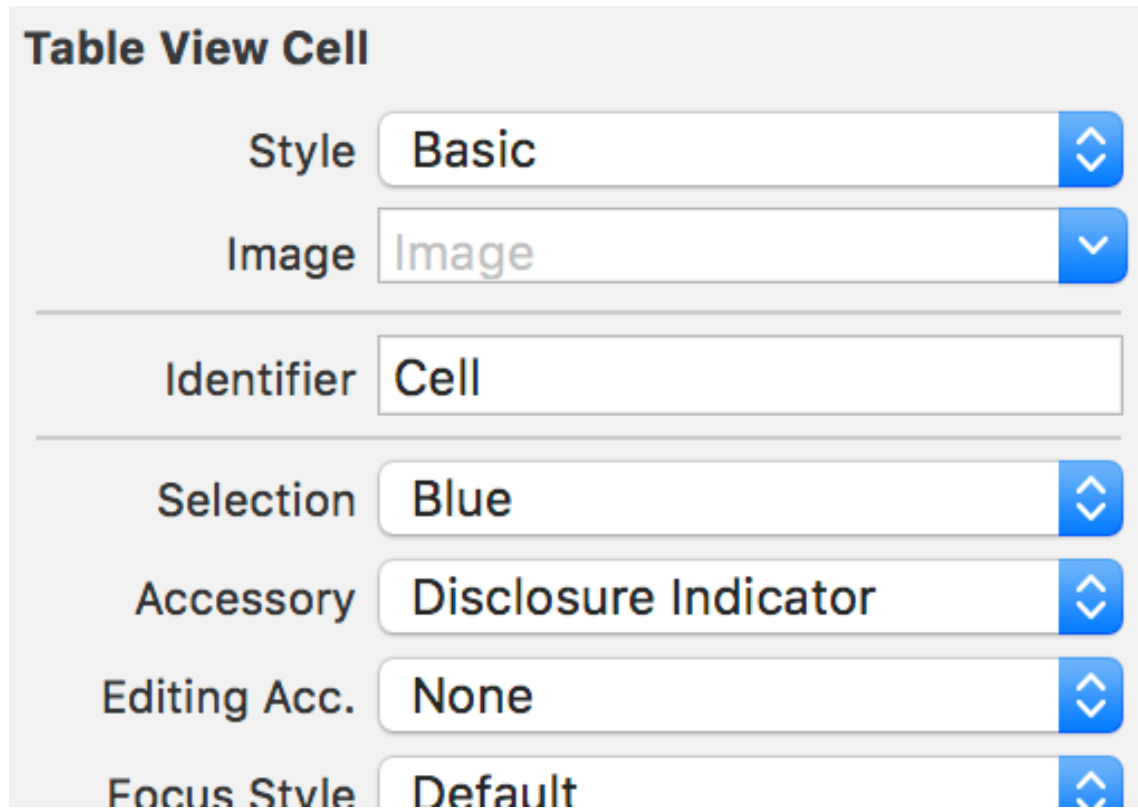 Table View Cell
Style Basic
Image Image
Identifier Cell
Selection Blue
Accessory Disclosure Indicator
Editing Acc. None
Focus Style Default